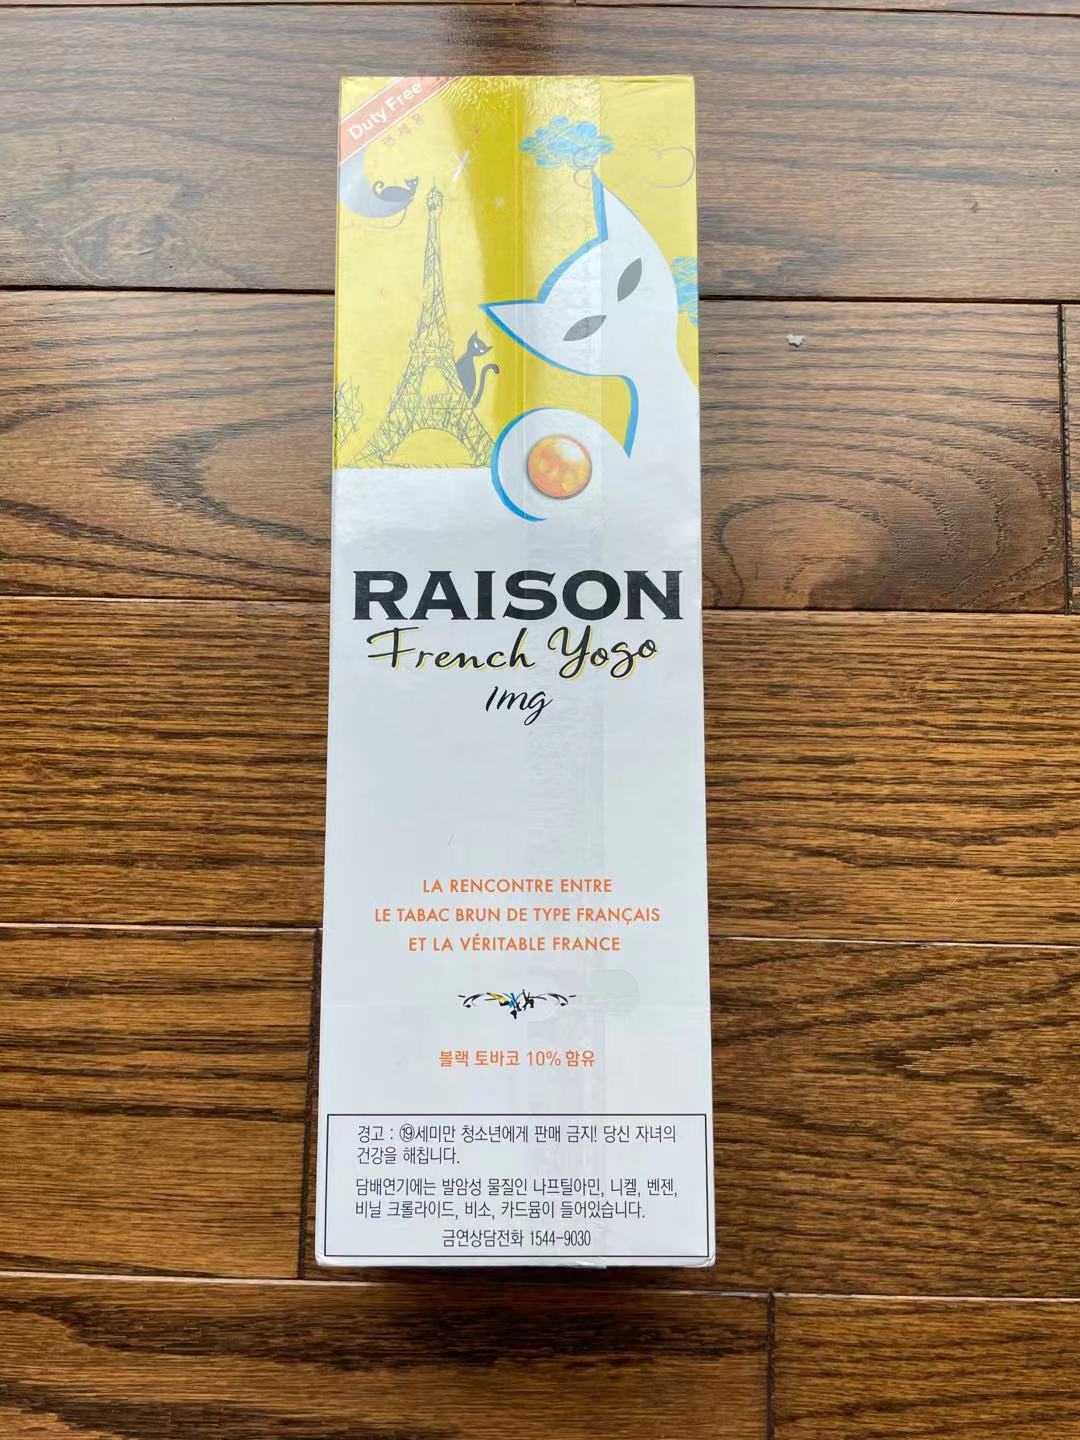 Duty Free
면세용
RAISON
French Yogo
1mg
LA RENCONTRE ENTRE
LE TABAC BRUN DE TYPE FRANÇAIS
ET LA VÉRITABLE FRANCE
블랙 토바코 10% 함유
경고 : ⑲세미만 청소년에게 판매 금지! 당신 자녀의
건강을 해칩니다.
담배연기에는 발암성 물질인 나프틸아민, 니켈, 벤젠,
비닐 크롤라이드, 비소, 카드뮴이 들어있습니다.
금연상담전화 1544-9030